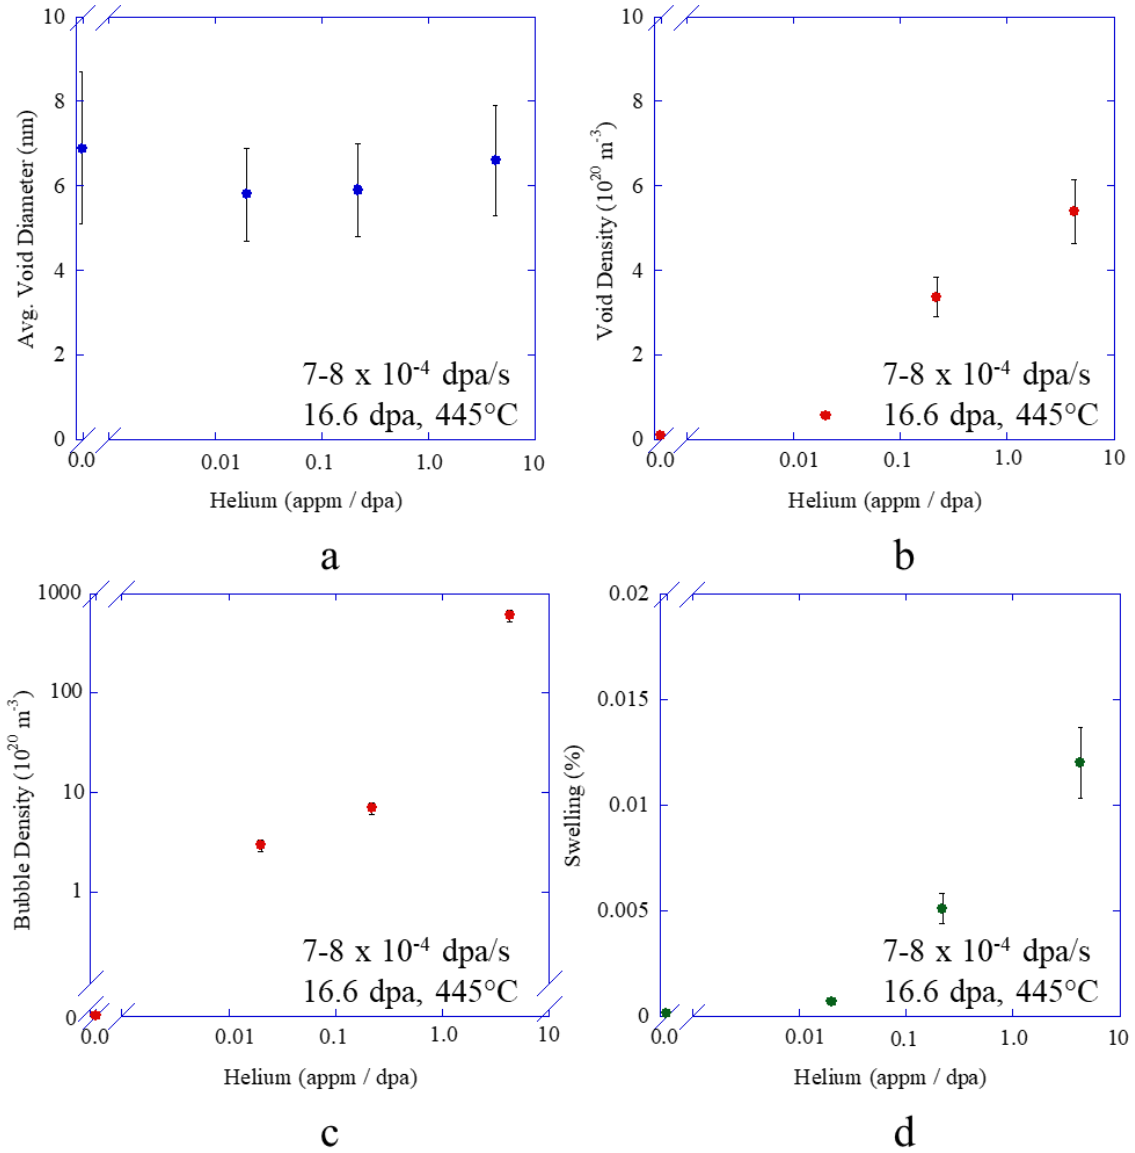 10
8
6
4
2
0
Avg. Void Diameter (nm)
7-8 x 10⁻⁴ dpa/s
16.6 dpa, 445°C
0.0 0.01 0.1 1.0 10
Helium (appm / dpa)
a
10
8
6
4
2
0
Void Density (10²⁰ m⁻³)
7-8 x 10⁻⁴ dpa/s
16.6 dpa, 445°C
0.0 0.01 0.1 1.0 10
Helium (appm / dpa)
b
1000
100
10
1
0
Bubble Density (10²⁰ m⁻³)
7-8 x 10⁻⁴ dpa/s
16.6 dpa, 445°C
0.0 0.01 0.1 1.0 10
Helium (appm / dpa)
c
0.02
0.015
0.01
0.005
0
Swelling (%)
7-8 x 10⁻⁴ dpa/s
16.6 dpa, 445°C
0.0 0.01 0.1 1.0 10
Helium (appm / dpa)
d